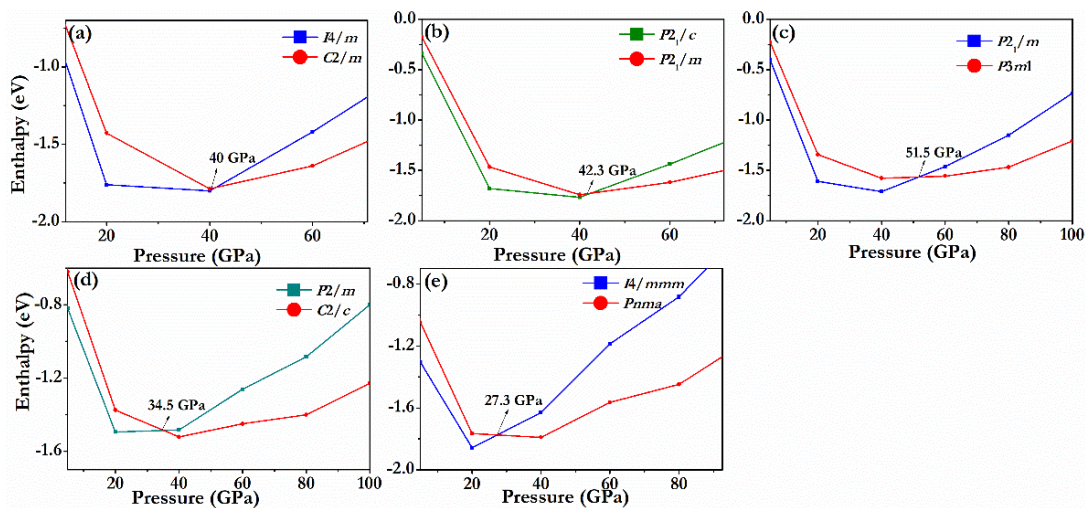 (a)
I4/m
C2/m
40 GPa
Enthalpy (eV)
-1.0
-1.5
-2.0
20
40
60
Pressure (GPa)
(b)
P2₁/c
P2₁/m
42.3 GPa
0.0
-0.5
-1.0
-1.5
-2.0
20
40
60
Pressure (GPa)
(c)
P2₁/m
P3m1
51.5 GPa
0.0
-0.5
-1.0
-1.5
-2.0
20
40
60
80
100
Pressure (GPa)
(d)
P2/m
C2/c
34.5 GPa
Enthalpy (eV)
-0.8
-1.2
-1.6
20
40
60
80
100
Pressure (GPa)
(e)
I4/mmm
Pnma
27.3 GPa
-0.8
-1.2
-1.6
-2.0
20
40
60
80
Pressure (GPa)